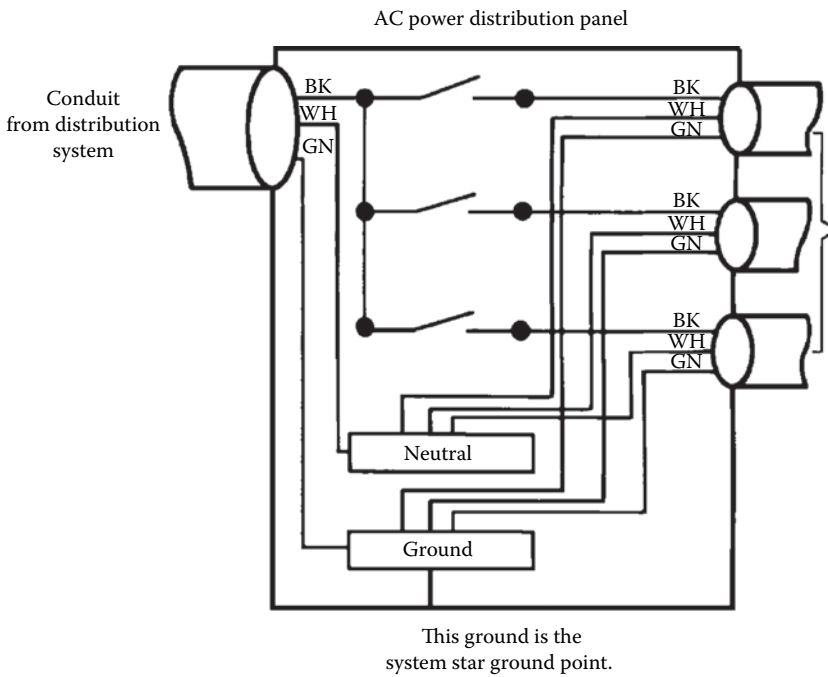 AC power distribution panel
Conduit
from distribution
system
BK
WH
GN
BK
WH
GN
BK
WH
GN
BK
WH
GN
Neutral
Ground
This ground is the
system star ground point.